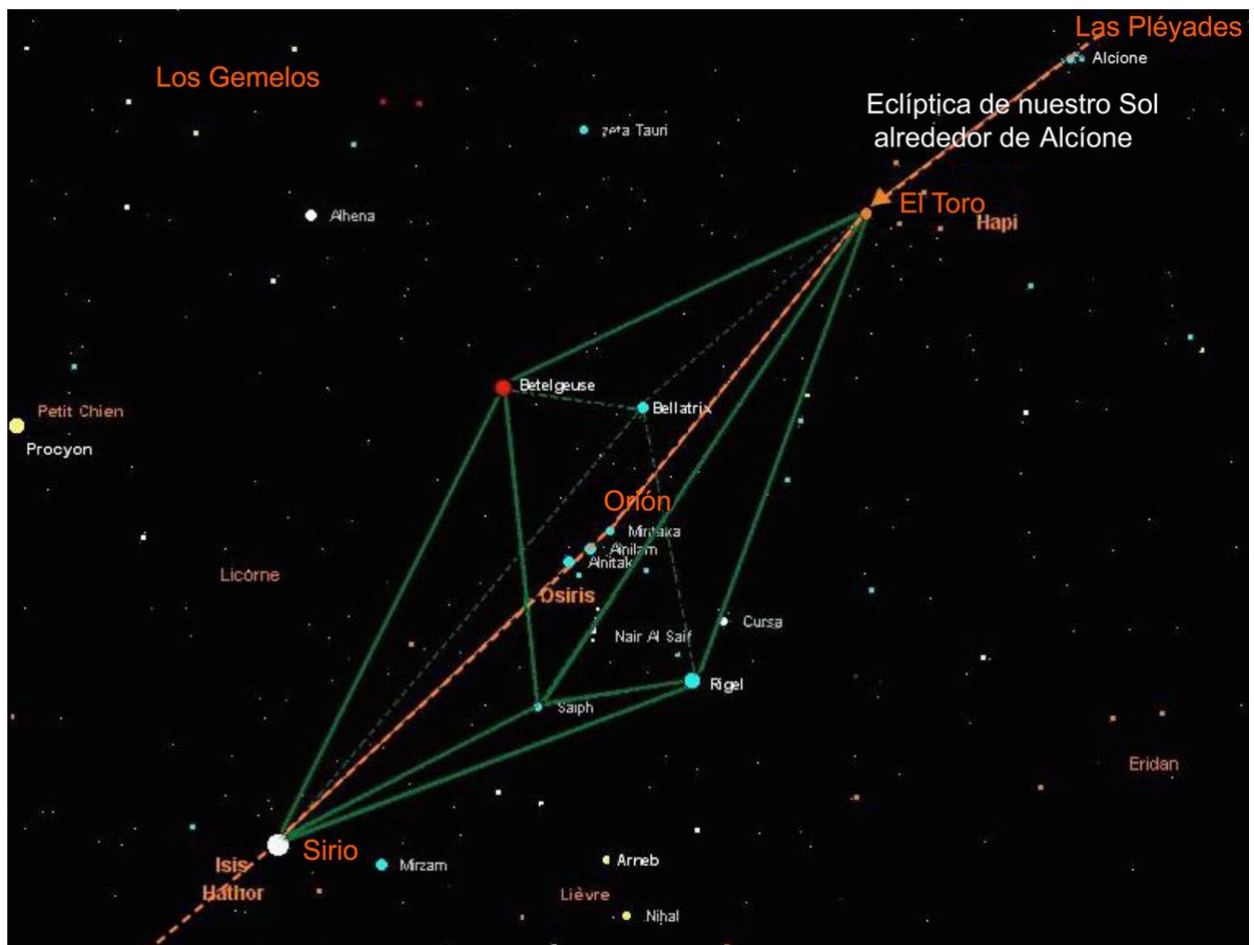 Las Pléyades
Alcione
Los Gemelos
Eclíptica de nuestro Sol
alrededor de Alcíone
zeta Tauri
El Toro
Alhena
Hapi
Betelgeuse
Bellatrix
Petit Chien
Procyon
Orión
Mintaka
Alnilam
Alnitak
Licorne
Osiris
Cursa
Nair Al Saif
Rigel
Saiph
Eridan
Sirio
Isis
Mirzam
Arneb
Hathor
Lièvre
Nihal